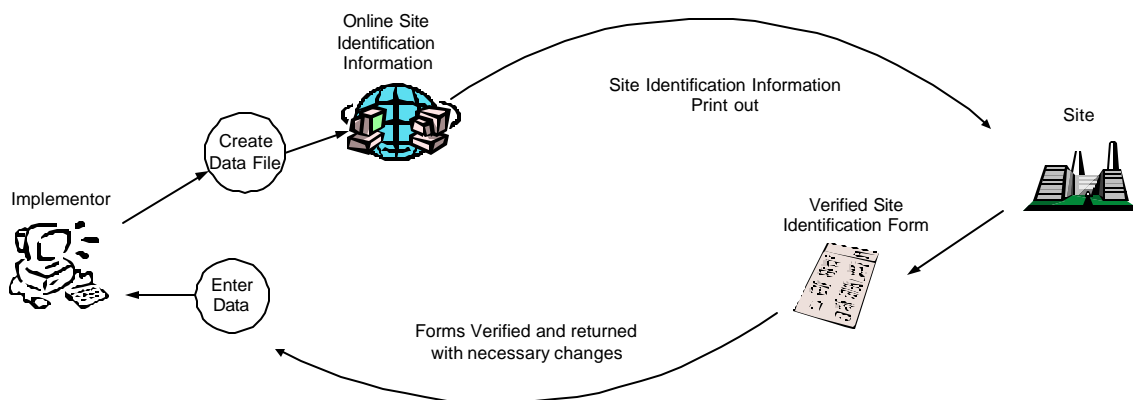 Online Site
Identification
Information
Site Identification Information
Print out
Site
Create
Data File
Implementor
Verified Site
Identification Form
Enter
Data
Forms Verified and returned
with necessary changes